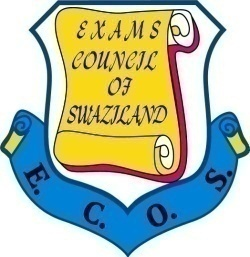 EXAMS
COUNCIL
OF
SWAZILAND
E. C. O. S.